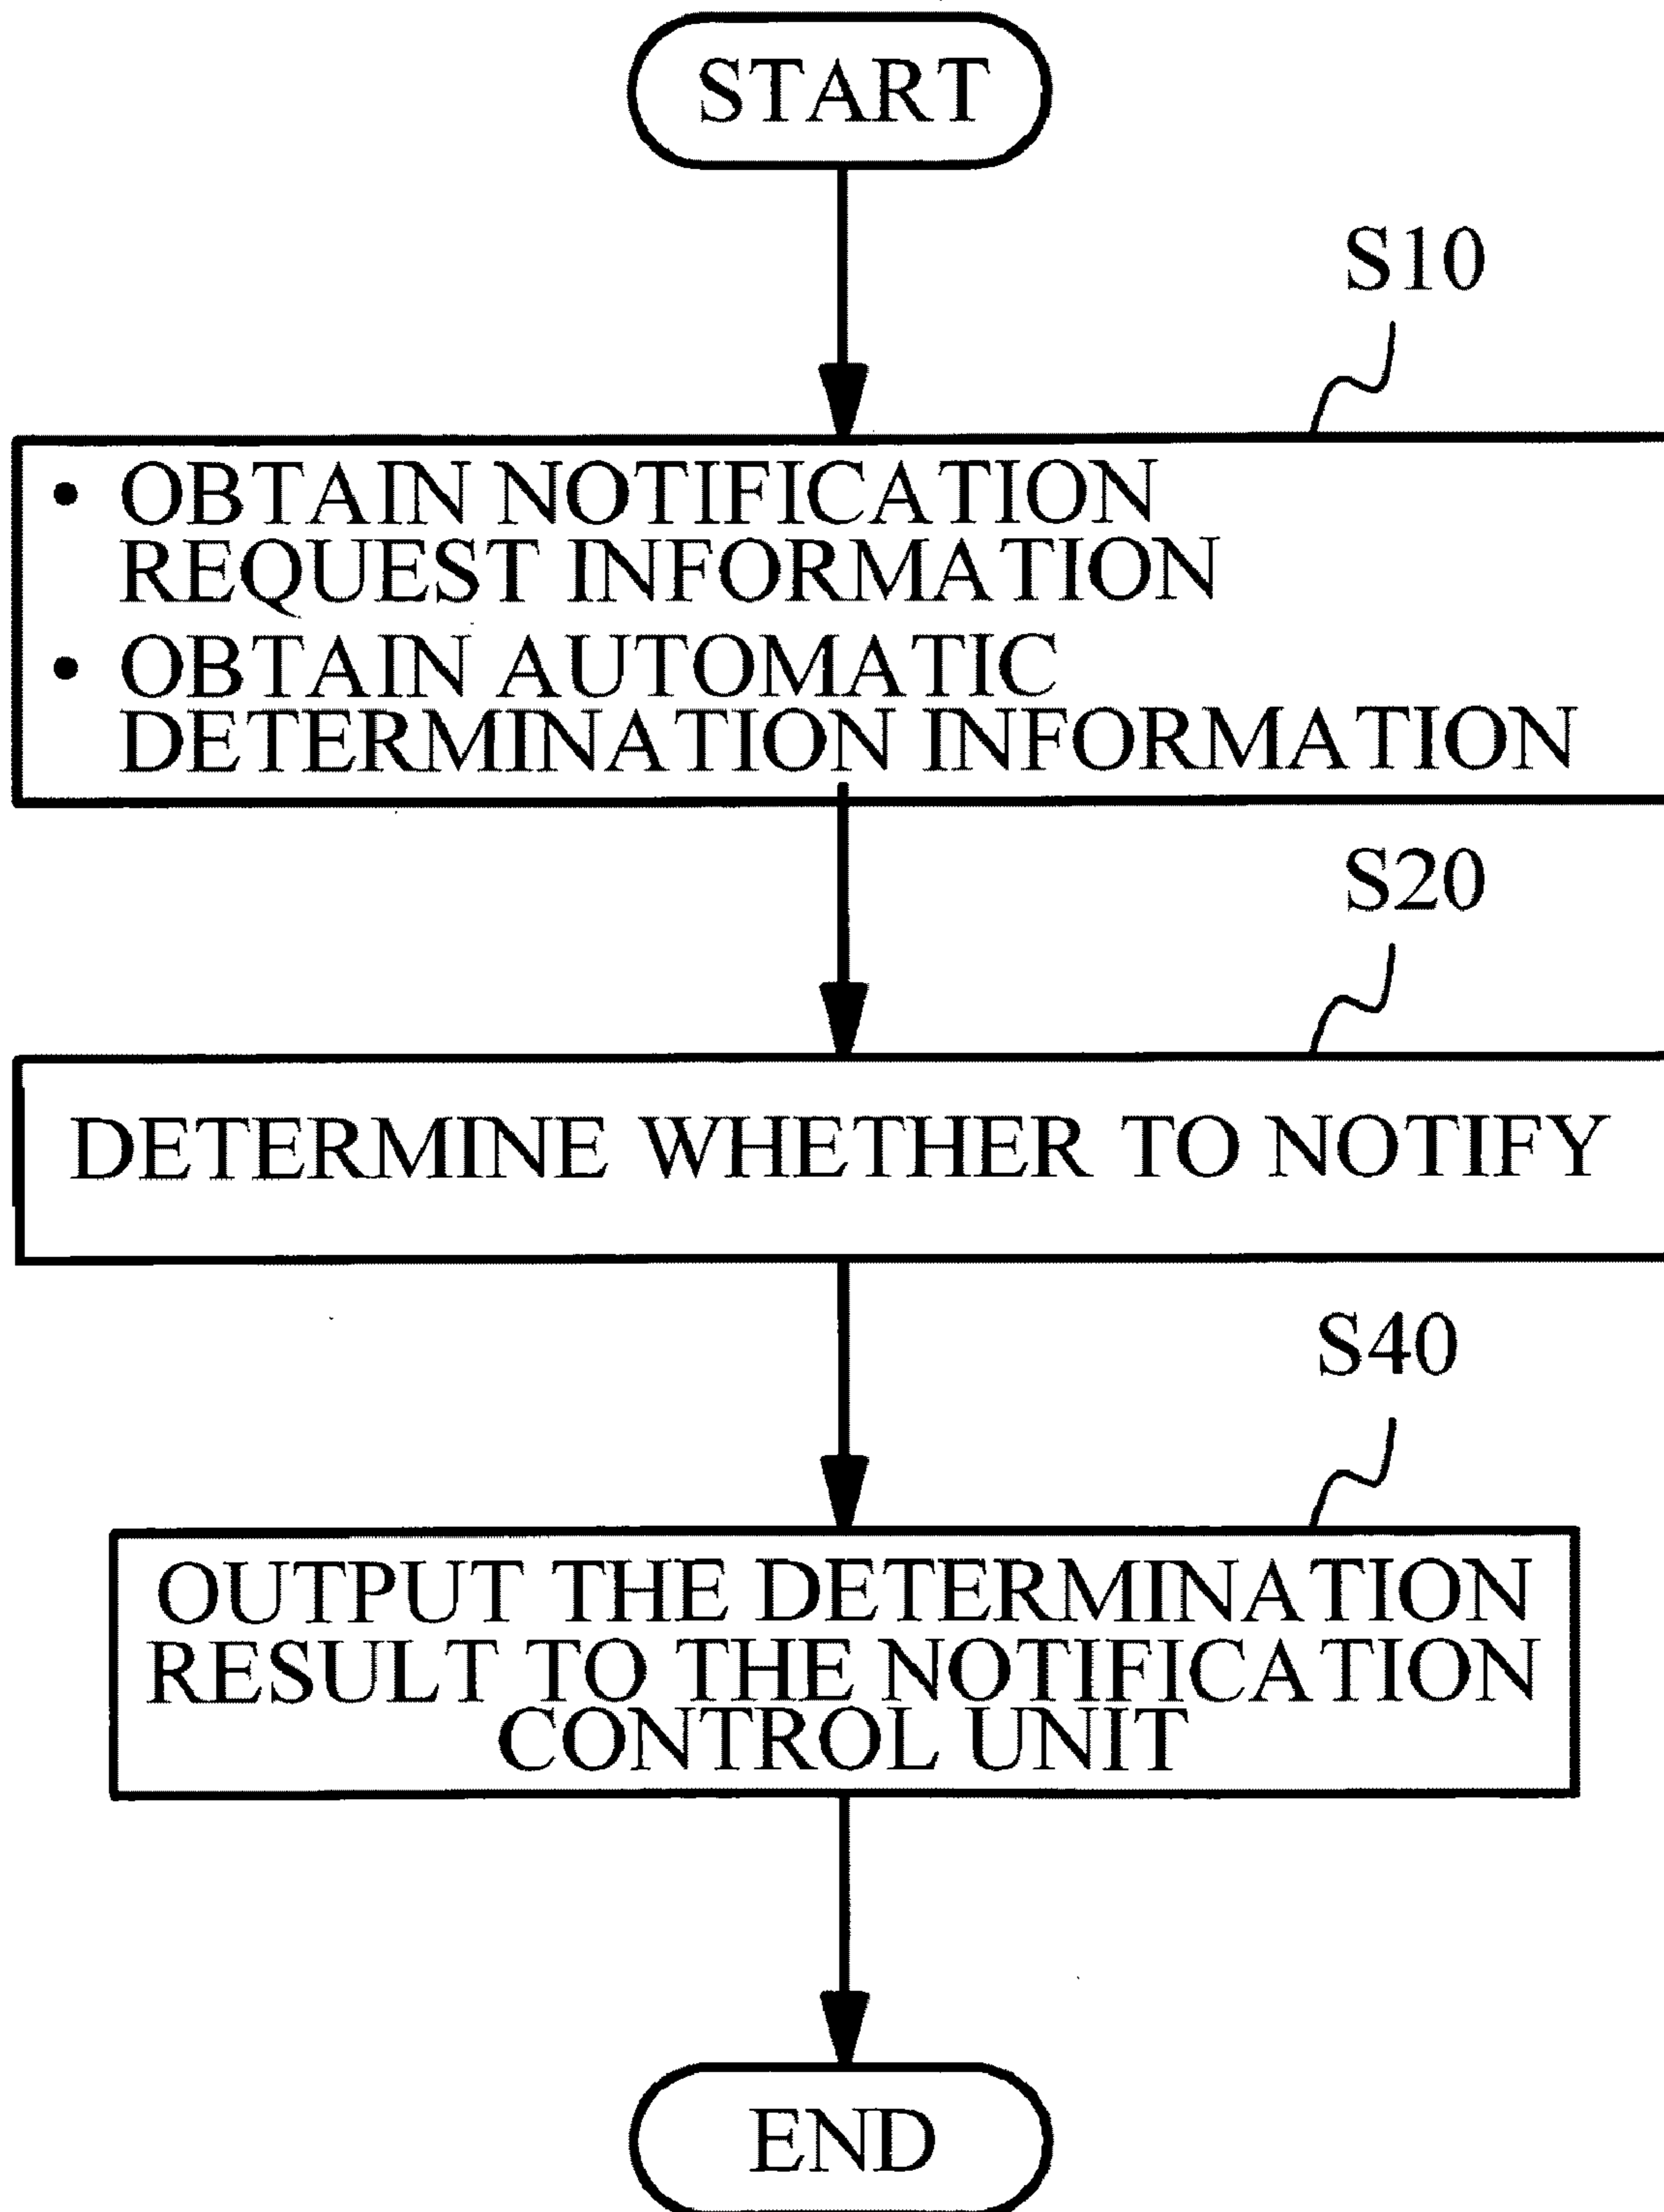 START
S10
• OBTAIN NOTIFICATION
REQUEST INFORMATION
• OBTAIN AUTOMATIC
DETERMINATION INFORMATION
S20
DETERMINE WHETHER TO NOTIFY
S40
OUTPUT THE DETERMINATION
RESULT TO THE NOTIFICATION
CONTROL UNIT
END